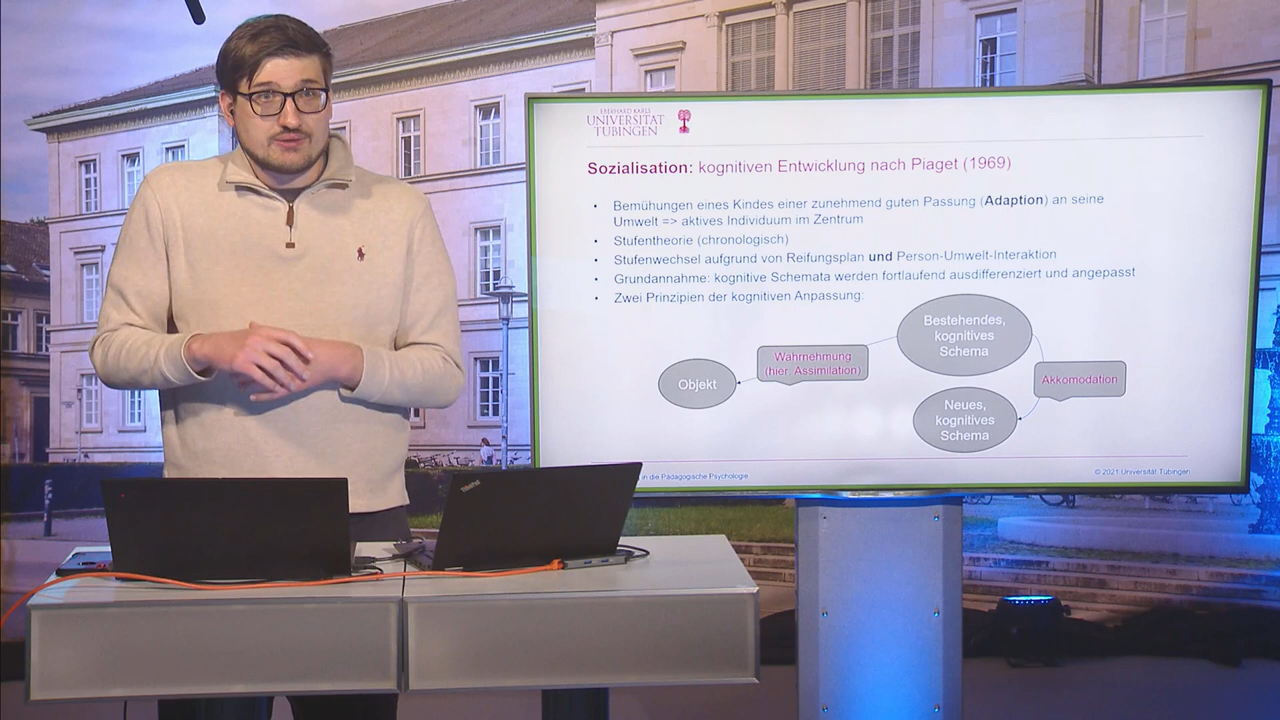 EBERHARD KARLS
UNIVERSITÄT
TÜBINGEN
Sozialisation: kognitiven Entwicklung nach Piaget (1969)
• Bemühungen eines Kindes einer zunehmend guten Passung (Adaption) an seine
Umwelt => aktives Individuum im Zentrum
• Stufentheorie (chronologisch)
• Stufenwechsel aufgrund von Reifungsplan und Person-Umwelt-Interaktion
• Grundannahme: kognitive Schemata werden fortlaufend ausdifferenziert und angepasst
• Zwei Prinzipien der kognitiven Anpassung:
Bestehendes,
kognitives
Schema
Wahrnehmung
(hier: Assimilation)
Objekt
Akkomodation
Neues,
kognitives
Schema
in die Pädagogische Psychologie
© 2021 Universität Tübingen
ThinkPad